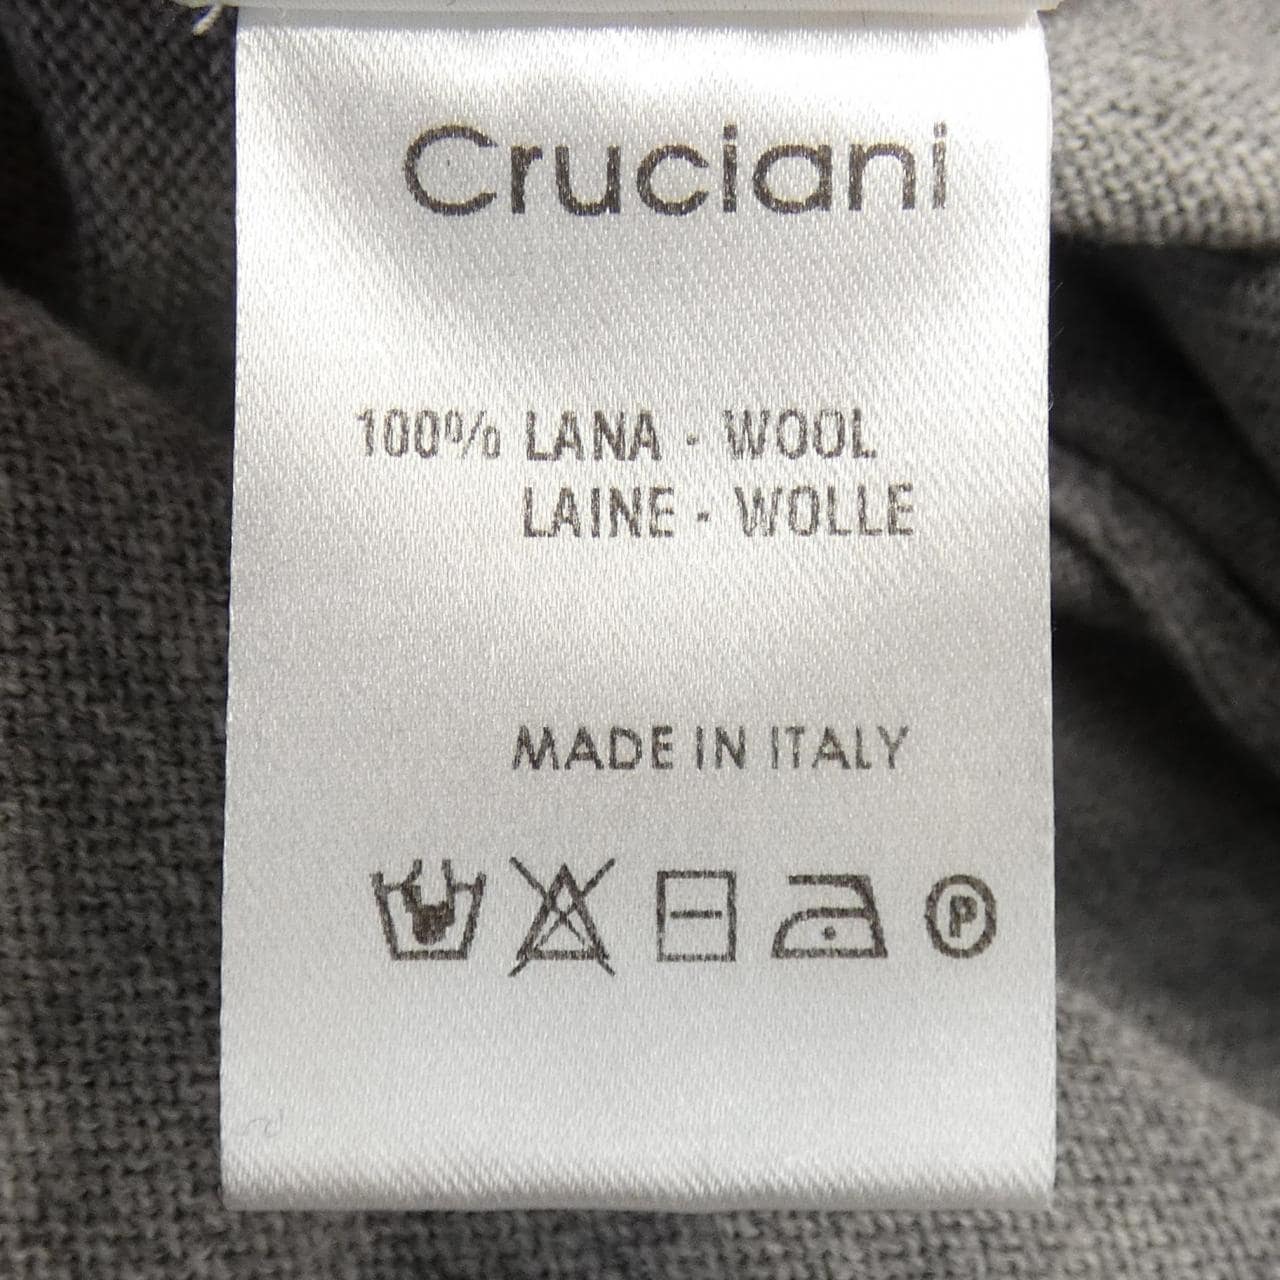 Cruciani
100% LANA - WOOL
LAINE - WOLLE
MADE IN ITALY
P